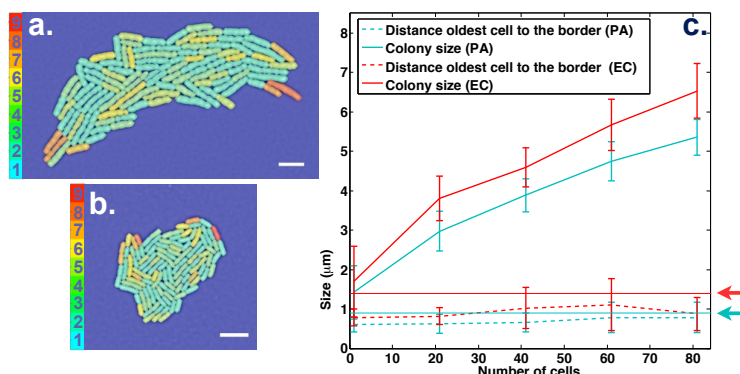 a.
9
8
7
6
5
4
3
2
1
b.
9
8
7
6
5
4
3
2
1
c.
Distance oldest cell to the border (PA)
Colony size (PA)
Distance oldest cell to the border (EC)
Colony size (EC)
8
7
6
5
4
3
2
1
0
Size (μm)
0 10 20 30 40 50 60 70 80
Number of cells